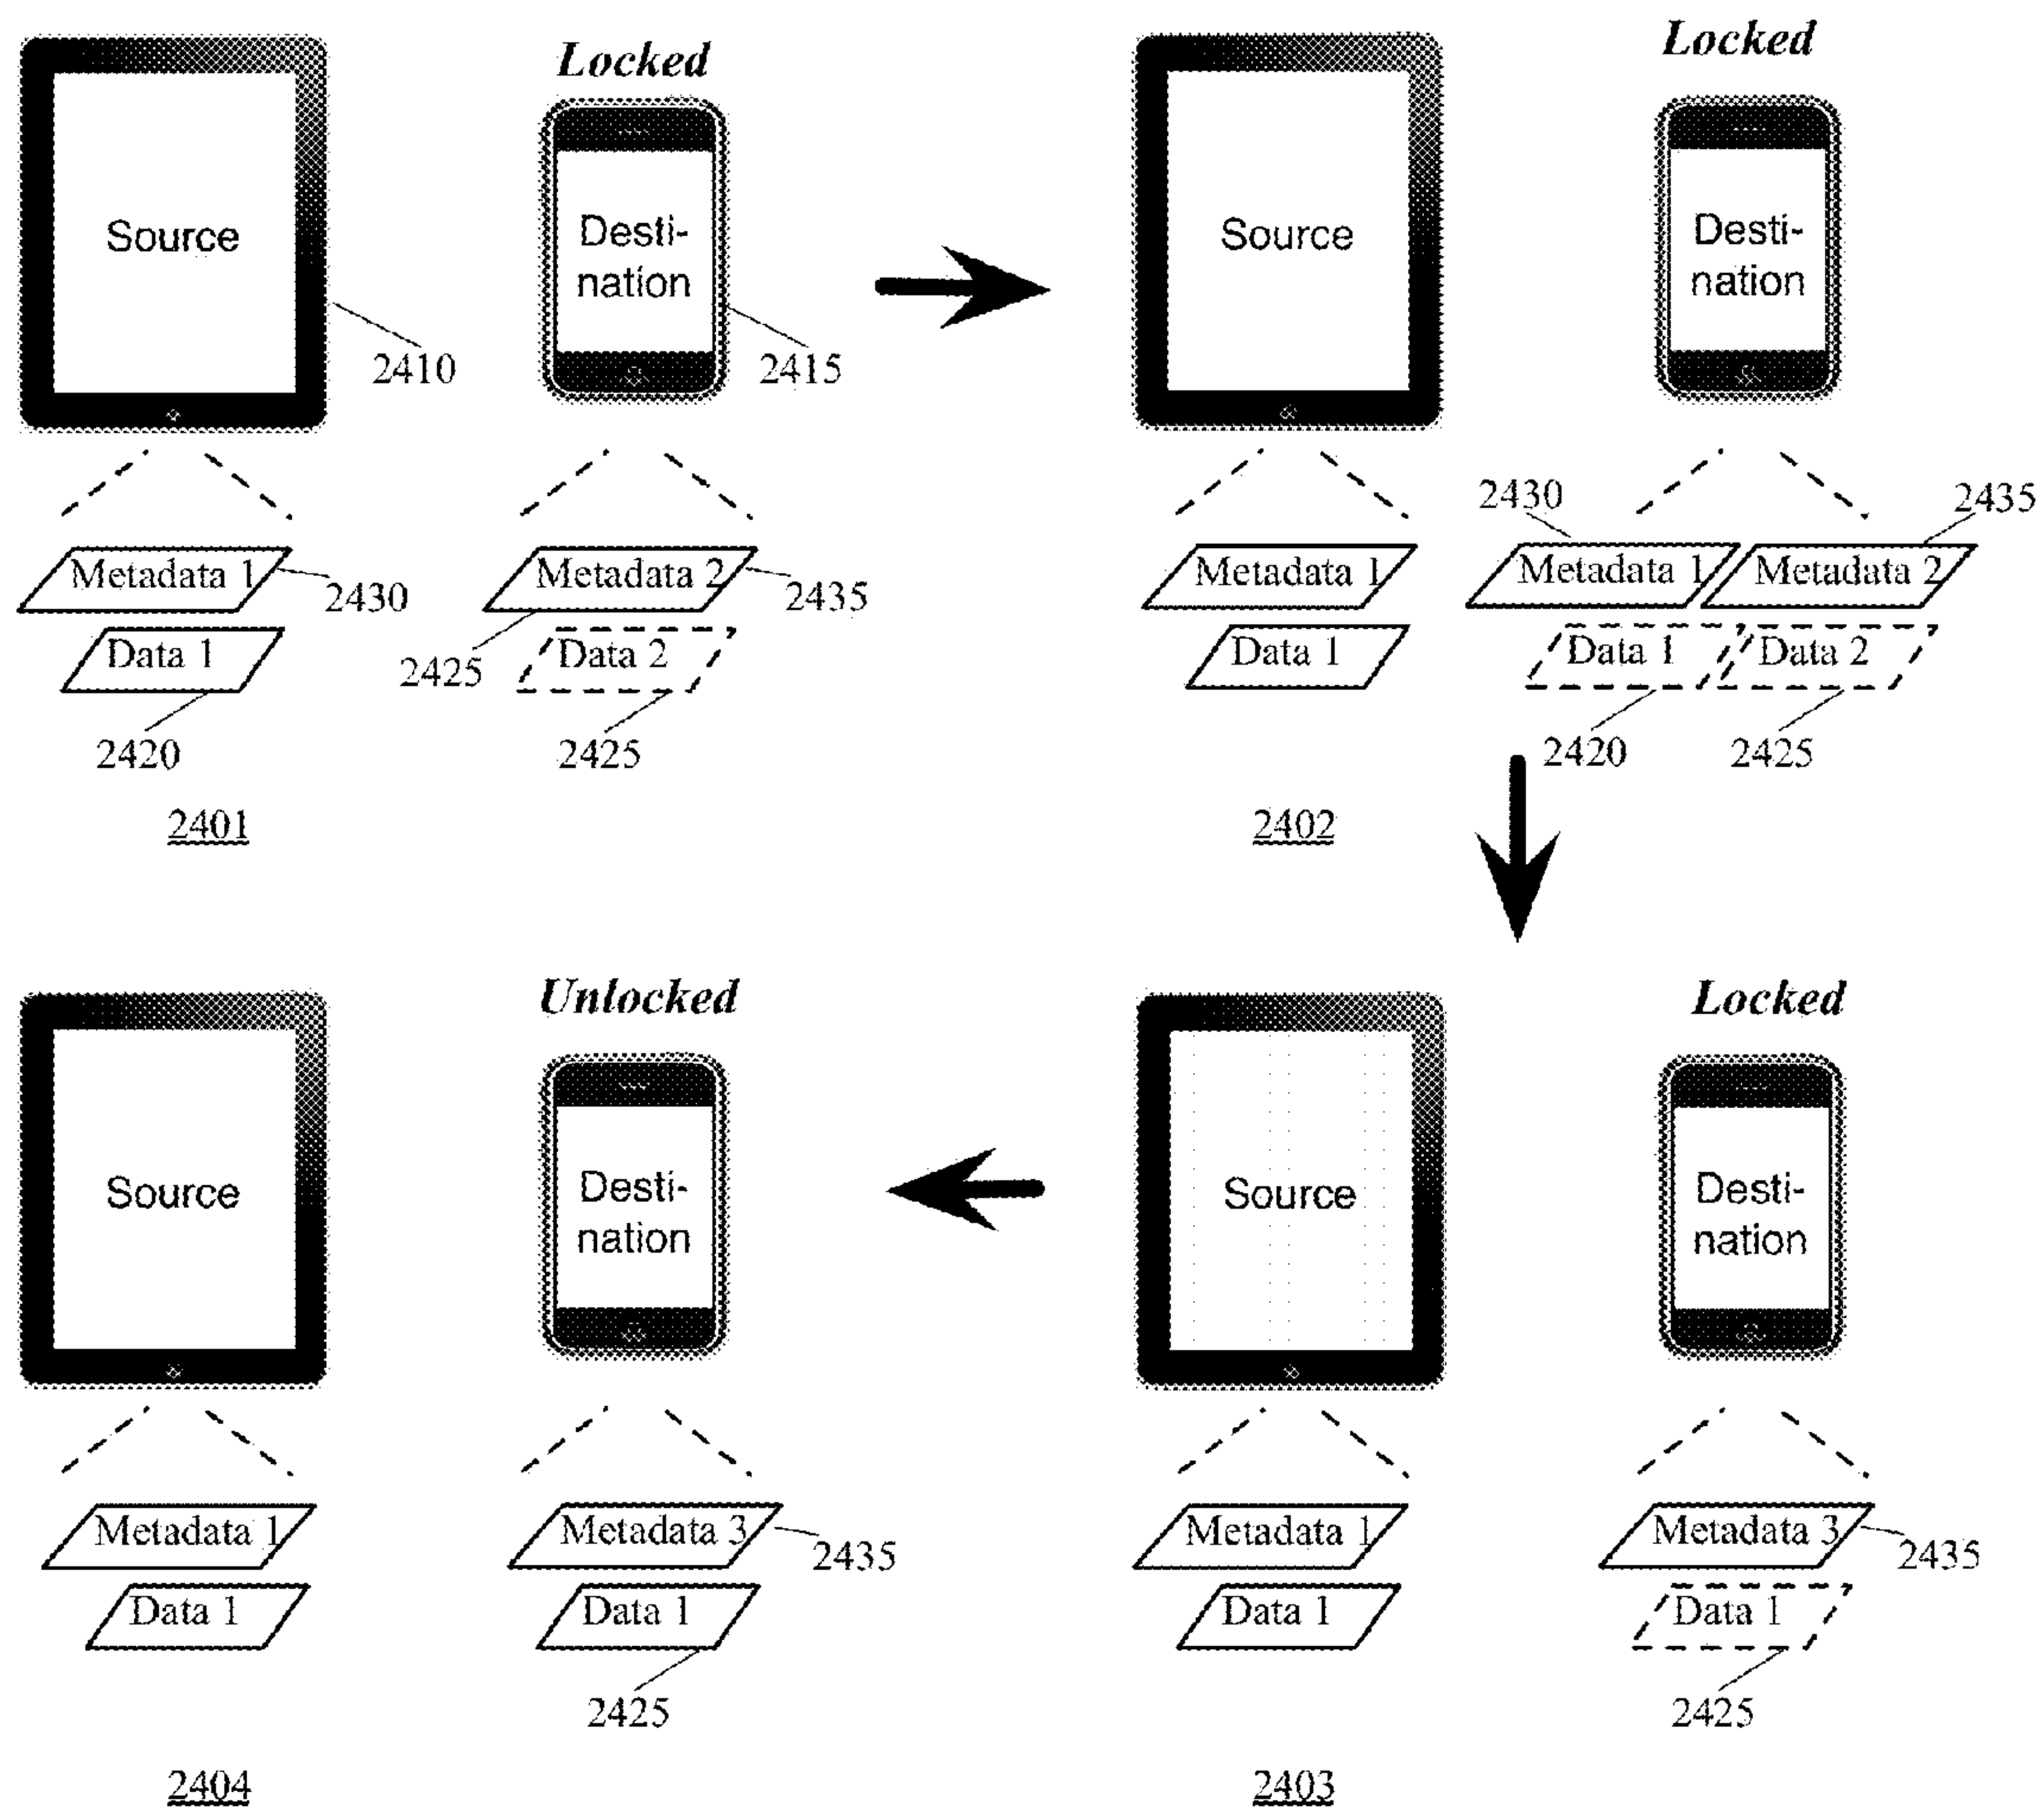 Locked
Source
Desti-
nation
2410
2415
Metadata 1
2430
Metadata 2
2435
Data 1
2425
Data 2
2420
2425
2401
Locked
Source
Desti-
nation
2430
2435
Metadata 1
Metadata 1
Metadata 2
Data 1
Data 1
Data 2
2420
2425
2402
Unlocked
Source
Desti-
nation
Metadata 1
Metadata 3
2435
Data 1
Data 1
2425
2404
Locked
Source
Desti-
nation
Metadata 1
Metadata 3
2435
Data 1
Data 1
2425
2403